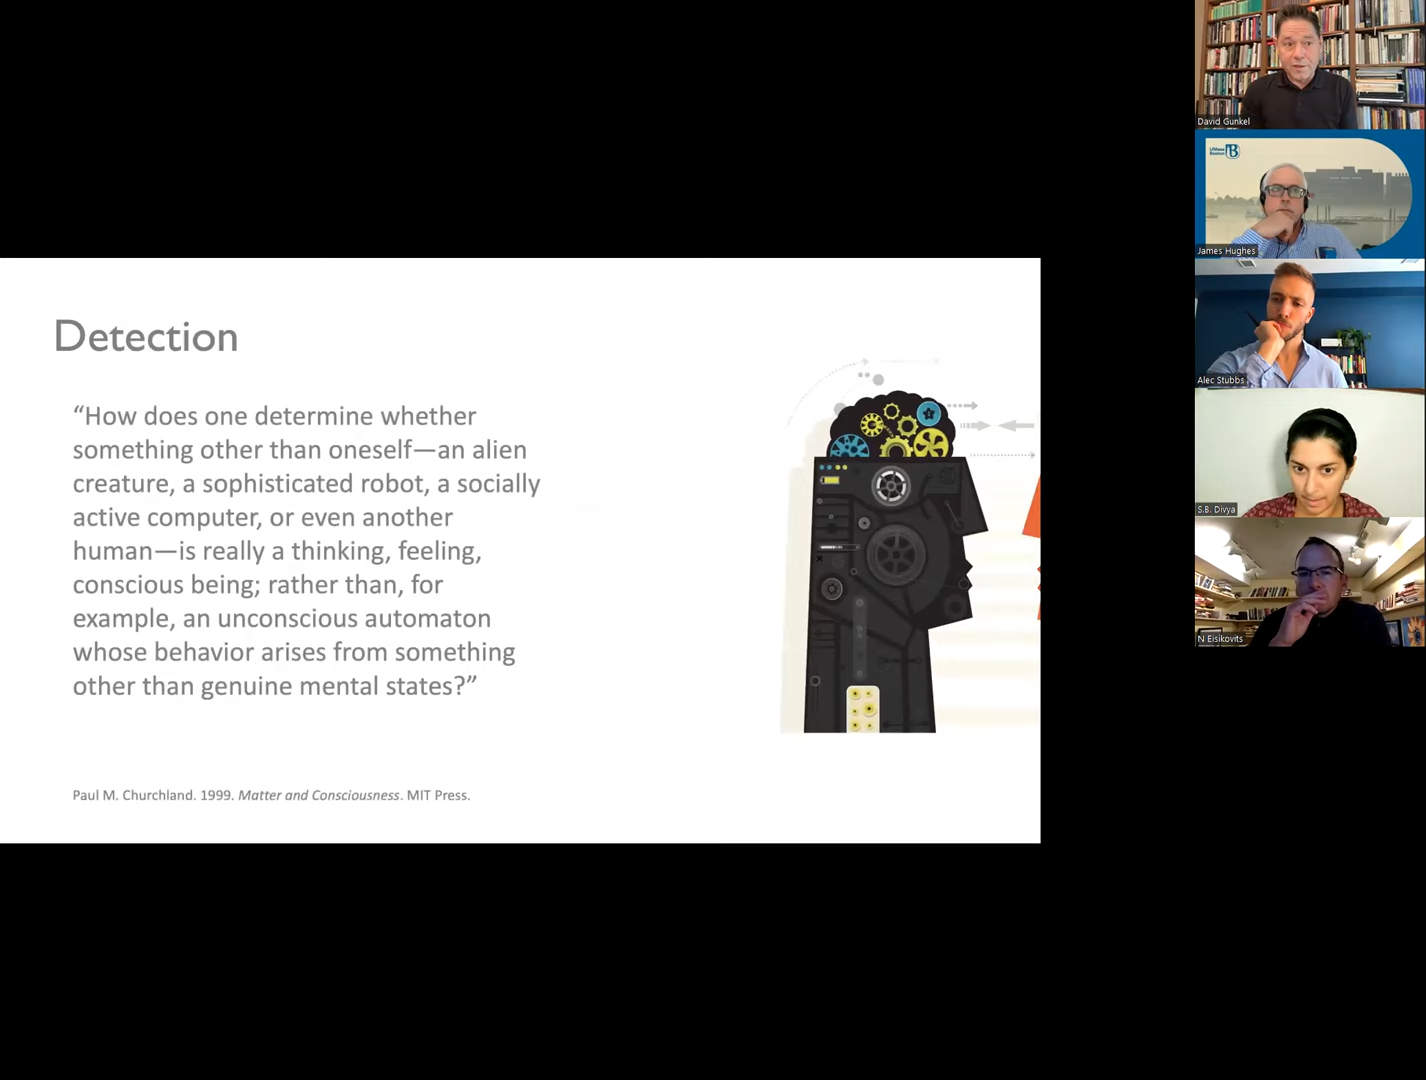 David Gunkel
UMass
Boston
B
James Hughes
Alec Stubbs
S.B. Divya
N Eisikovits
Detection
“How does one determine whether
something other than oneself—an alien
creature, a sophisticated robot, a socially
active computer, or even another
human—is really a thinking, feeling,
conscious being; rather than, for
example, an unconscious automaton
whose behavior arises from something
other than genuine mental states?”
Paul M. Churchland. 1999. Matter and Consciousness. MIT Press.